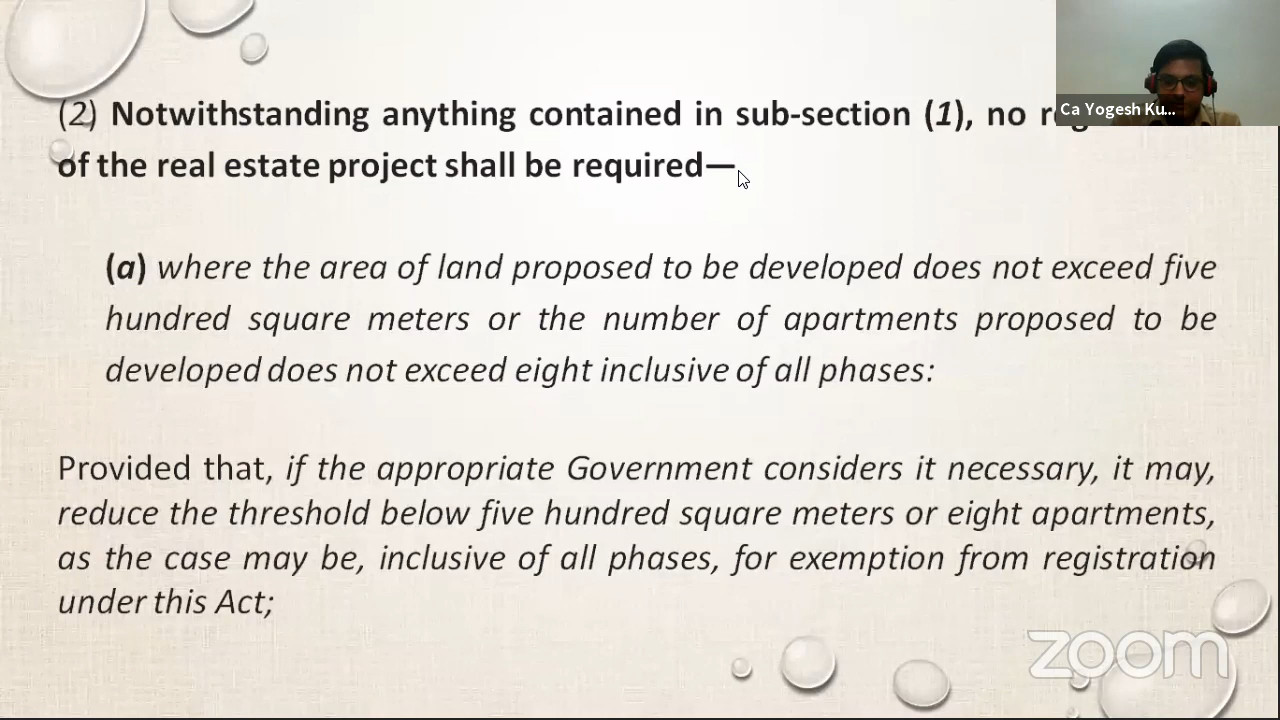 (2) Notwithstanding anything contained in sub-section (1), no
Ca Yogesh Ku...
of the real estate project shall be required—
(a) where the area of land proposed to be developed does not exceed five
hundred square meters or the number of apartments proposed to be
developed does not exceed eight inclusive of all phases:
Provided that, if the appropriate Government considers it necessary, it may,
reduce the threshold below five hundred square meters or eight apartments,
as the case may be, inclusive of all phases, for exemption from registration
under this Act;
zoom